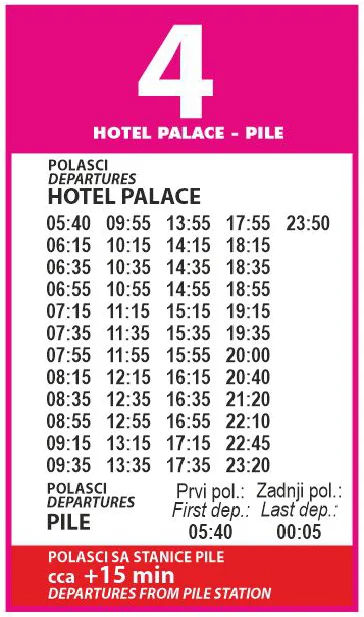 4
HOTEL PALACE - PILE
POLASCI
DEPARTURES
HOTEL PALACE
05:40 09:55 13:55 17:55 23:50
06:15 10:15 14:15 18:15
06:35 10:35 14:35 18:35
06:55 10:55 14:55 18:55
07:15 11:15 15:15 19:15
07:35 11:35 15:35 19:35
07:55 11:55 15:55 20:00
08:15 12:15 16:15 20:40
08:35 12:35 16:35 21:20
08:55 12:55 16:55 22:10
09:15 13:15 17:15 22:45
09:35 13:35 17:35 23:20
POLASCI
DEPARTURES
PILE
Prvi pol.: Zadnji pol.:
First dep.: Last dep.:
05:40 00:05
POLASCI SA STANICE PILE
cca +15 min
DEPARTURES FROM PILE STATION